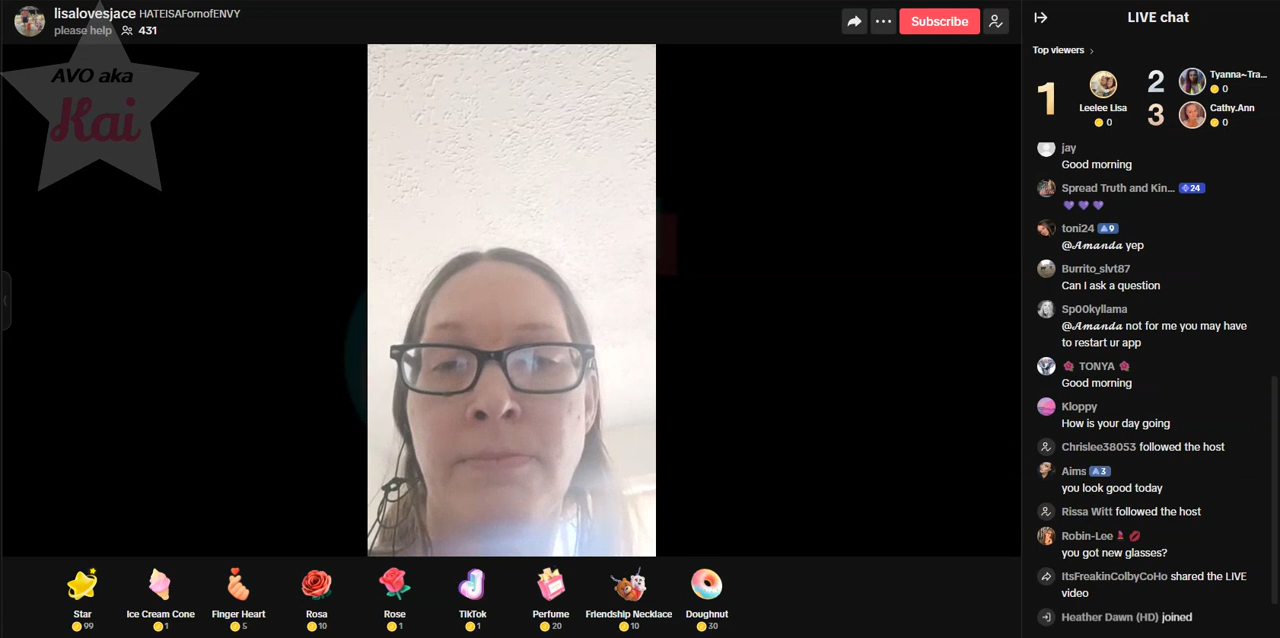 lisalovesjace HATEISAFornofENVY
please help 431
Subscribe
AVO aka
Kai
LIVE chat
Top viewers
1
Leelee Lisa
0
2
Tyanna~Tra...
0
3
Cathy.Ann
0
jay
Good morning
Spread Truth and Kin... 24
💜 💜 💜
toni24 9
@𝓐𝓶𝓪𝓷𝓭𝓪 yep
Burrito_slvt87
Can I ask a question
Sp00kyllama
@𝓐𝓶𝓪𝓷𝓭𝓪 not for me you may have
to restart ur app
🌺 TONYA 🌺
Good morning
Kloppy
How is your day going
Chrislee38053 followed the host
Aims 3
you look good today
Rissa Witt followed the host
Robin-Lee 💄 💋
you got new glasses?
ItsFreakinColbyCoHo shared the LIVE
video
Heather Dawn (HD) joined
Star
99
Ice Cream Cone
1
Finger Heart
5
Rosa
10
Rose
1
TikTok
1
Perfume
20
Friendship Necklace
10
Doughnut
30